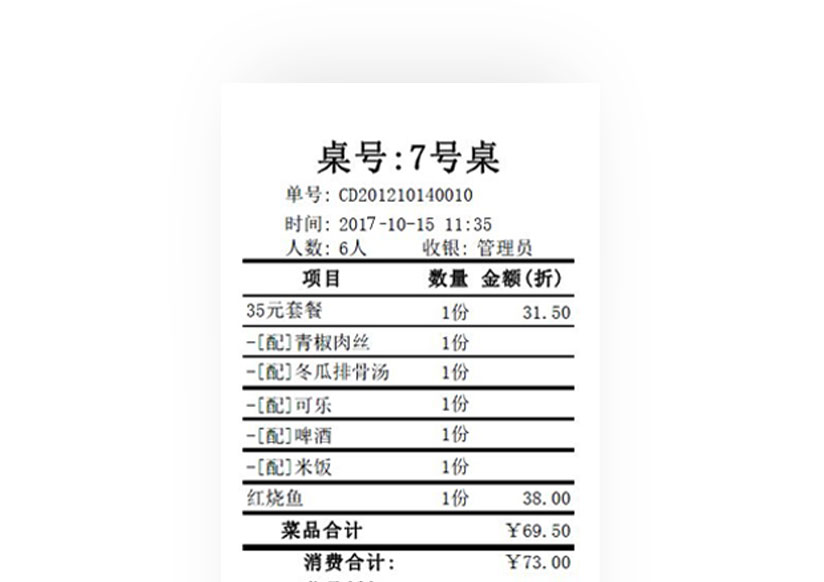 桌号:7号桌
单号: CD201210140010
时间: 2017-10-15 11:35
人数: 6人 收银: 管理员
项目 数量 金额(折)
35元套餐 1份 31.50
-[配]青椒肉丝 1份
-[配]冬瓜排骨汤 1份
-[配]可乐 1份
-[配]啤酒 1份
-[配]米饭 1份
红烧鱼 1份 38.00
菜品合计 ￥69.50
消费合计: ￥73.00